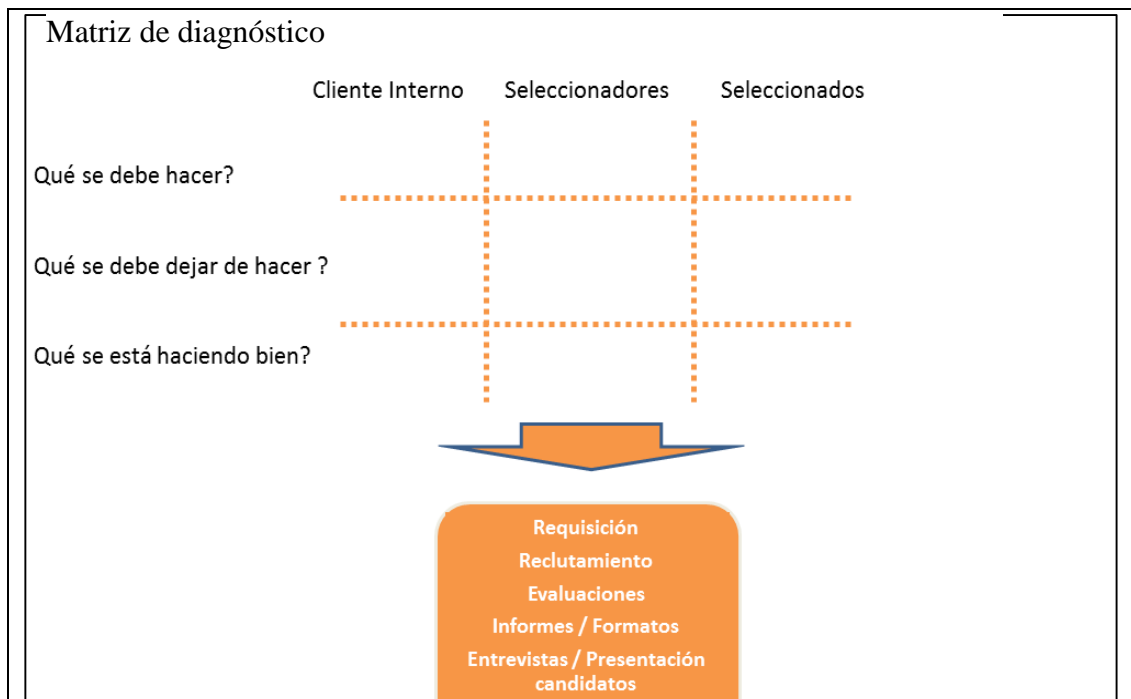 Matriz de diagnóstico
Cliente Interno Seleccionadores Seleccionados
Qué se debe hacer?
Qué se debe dejar de hacer ?
Qué se está haciendo bien?
Requisición
Reclutamiento
Evaluaciones
Informes / Formatos
Entrevistas / Presentación
candidatos